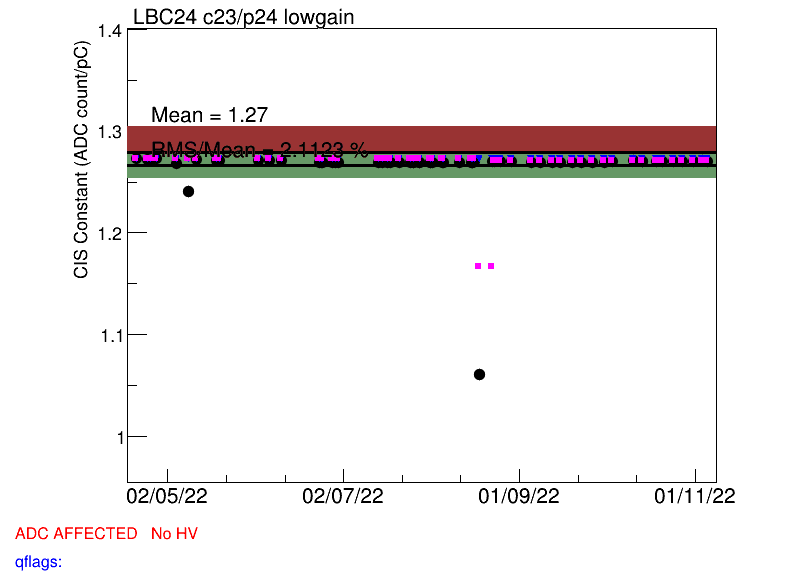 LBC24 c23/p24 lowgain
CIS Constant (ADC count/pC)
1.4
Mean = 1.27
1.3
RMS/Mean = 2.1123 %
1.2
1.1
1
02/05/22 02/07/22 01/09/22 01/11/22
ADC AFFECTED No HV
qflags: